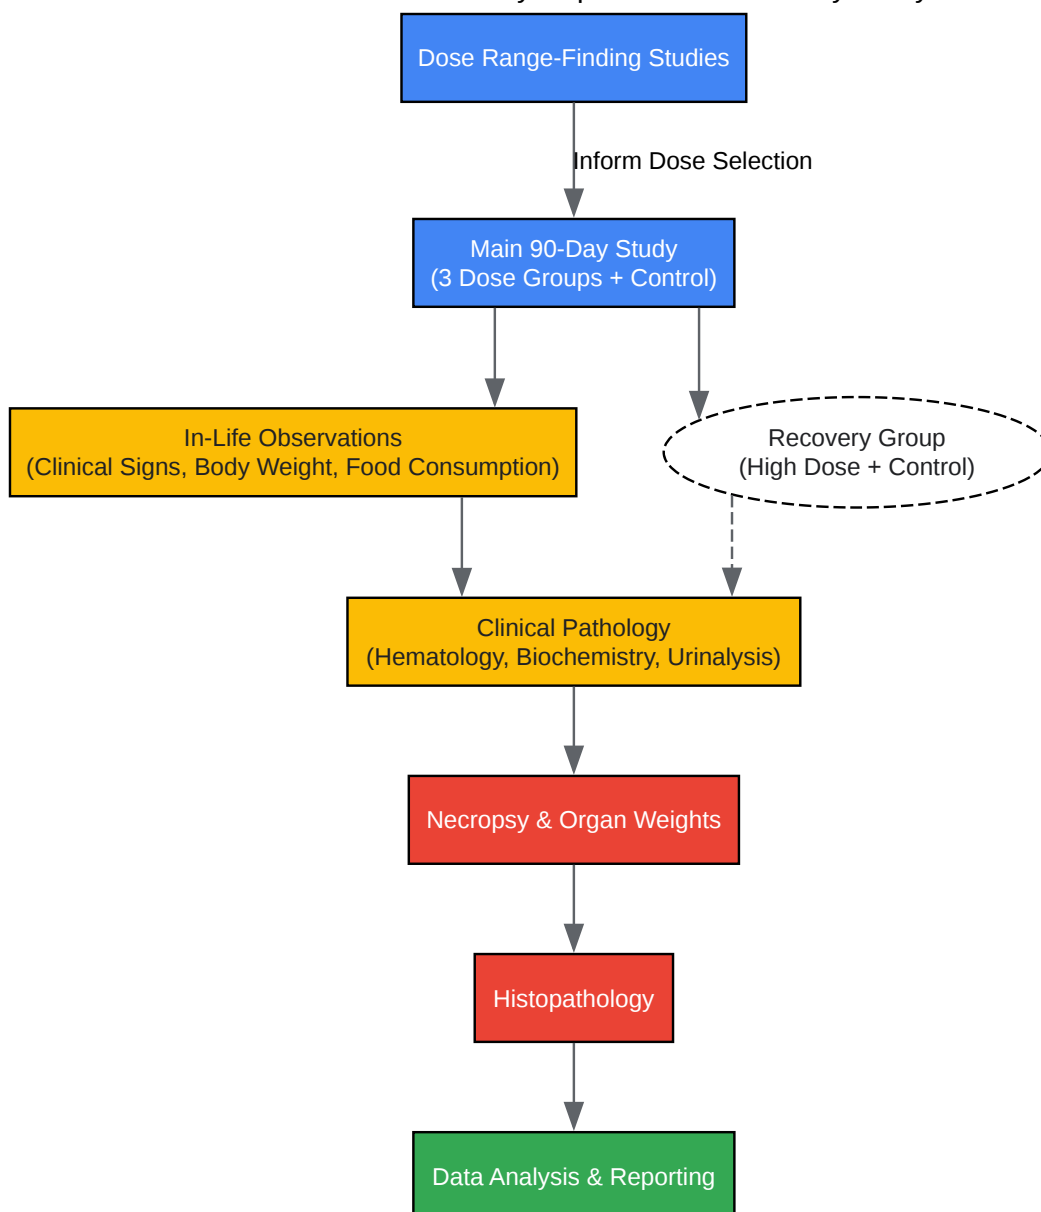 Dose Range-Finding Studies
Inform Dose Selection
Main 90-Day Study
(3 Dose Groups + Control)
In-Life Observations
(Clinical Signs, Body Weight, Food Consumption)
Recovery Group
(High Dose + Control)
Clinical Pathology
(Hematology, Biochemistry, Urinalysis)
Necropsy & Organ Weights
Histopathology
Data Analysis & Reporting